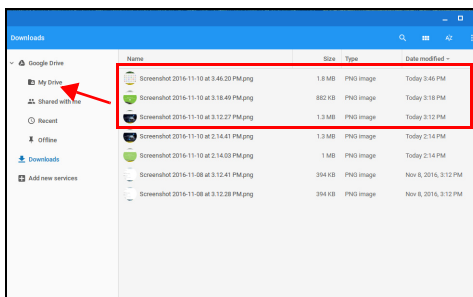 Downloads
Google Drive
My Drive
Shared with me
Recent
Offline
Downloads
Add new services
Name Size Type Date modified
Screenshot 2016-11-10 at 3.46.20 PM.png 1.8 MB PNG image Today 3:46 PM
Screenshot 2016-11-10 at 3.18.49 PM.png 882 KB PNG image Today 3:18 PM
Screenshot 2016-11-10 at 3.12.27 PM.png 1.3 MB PNG image Today 3:12 PM
Screenshot 2016-11-10 at 2.14.41 PM.png 1.3 MB PNG image Today 2:14 PM
Screenshot 2016-11-10 at 2.14.03 PM.png 1 MB PNG image Today 2:14 PM
Screenshot 2016-11-08 at 3.12.41 PM.png 394 KB PNG image Nov 8, 2016, 3:12 PM
Screenshot 2016-11-08 at 3.12.28 PM.png 394 KB PNG image Nov 8, 2016, 3:12 PM